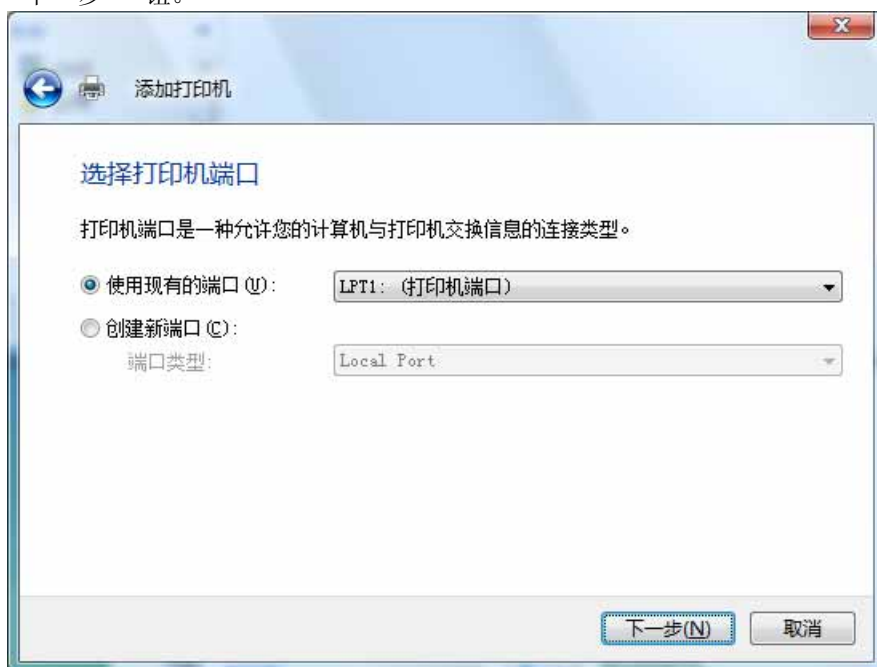 添加打印机
选择打印机端口
打印机端口是一种允许您的计算机与打印机交换信息的连接类型。
使用现有的端口(U): LPT1: (打印机端口)
创建新端口(C):
端口类型: Local Port
下一步(N) 取消